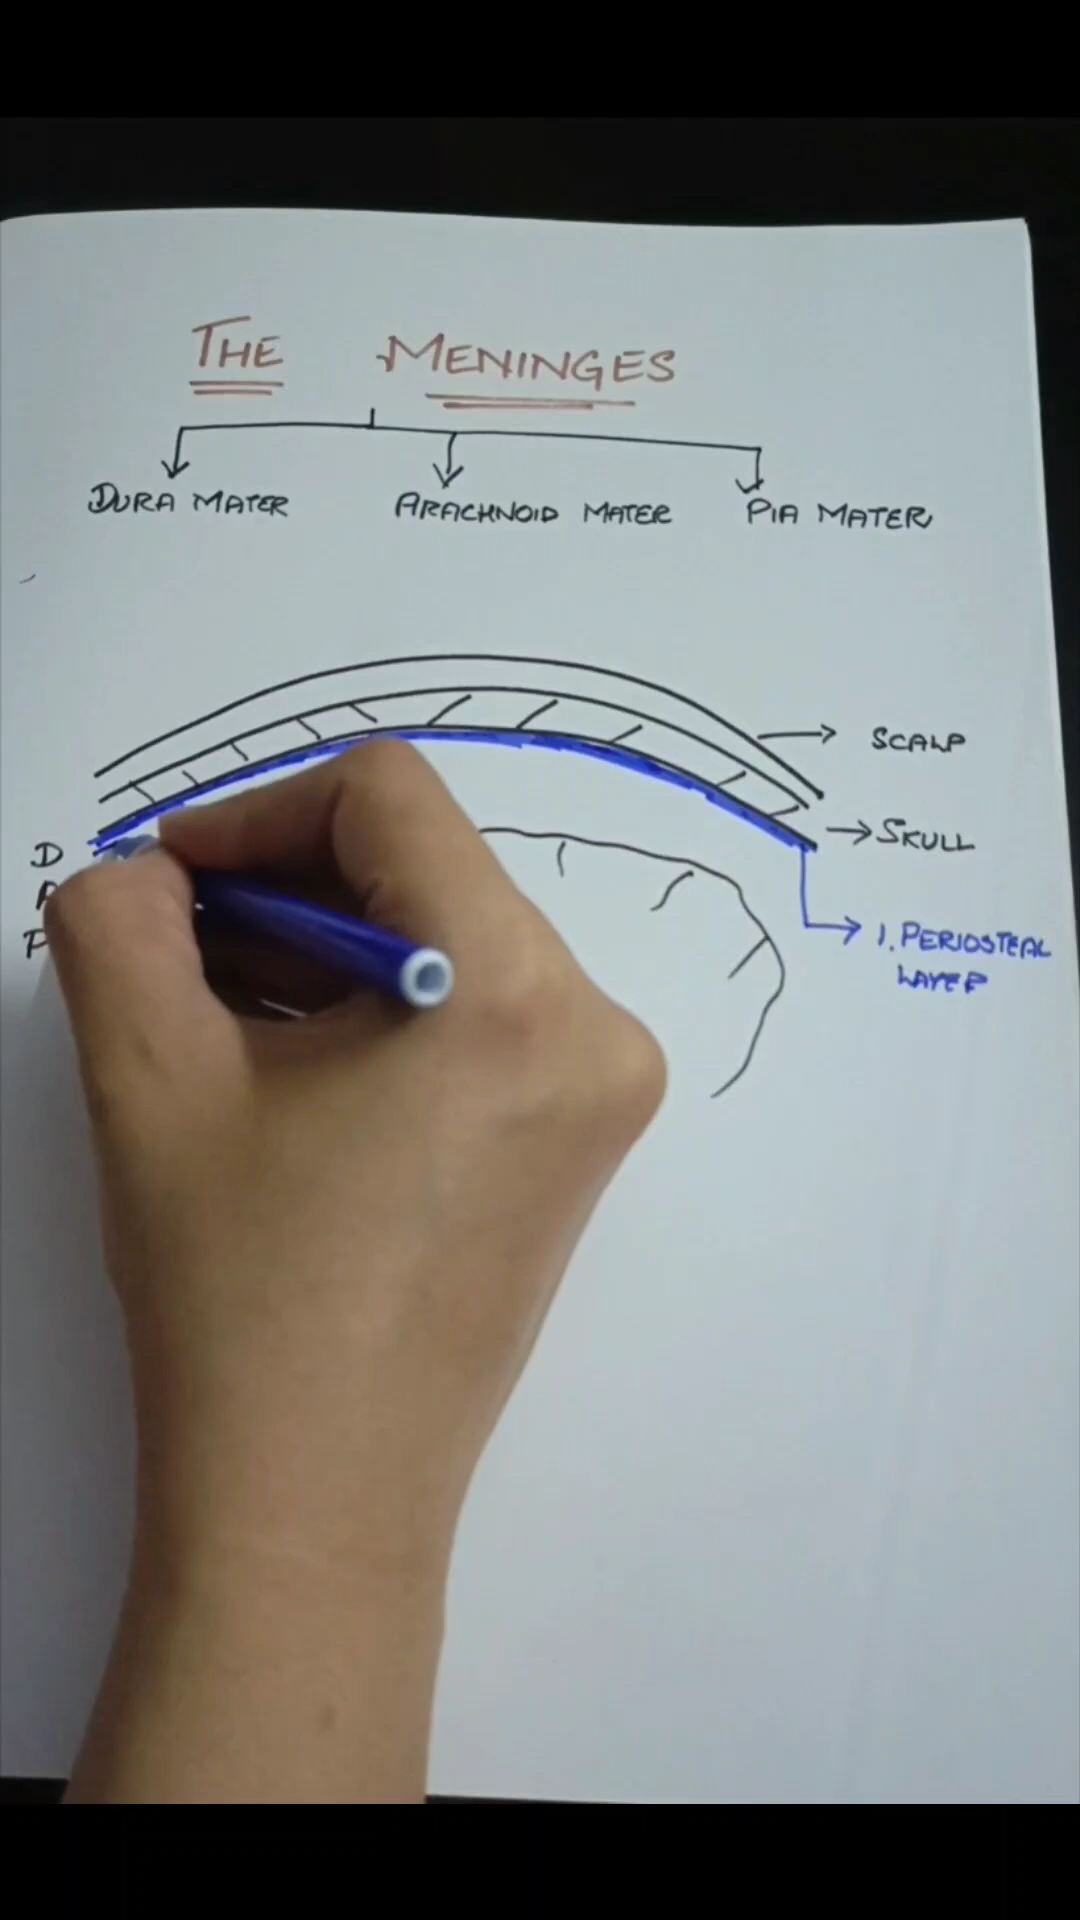 THE MENINGES
DURA MATER ARACHNOID MATER PIA MATER
SCALP
SKULL
D
A
P
1. PERIOSTEAL
LAYER